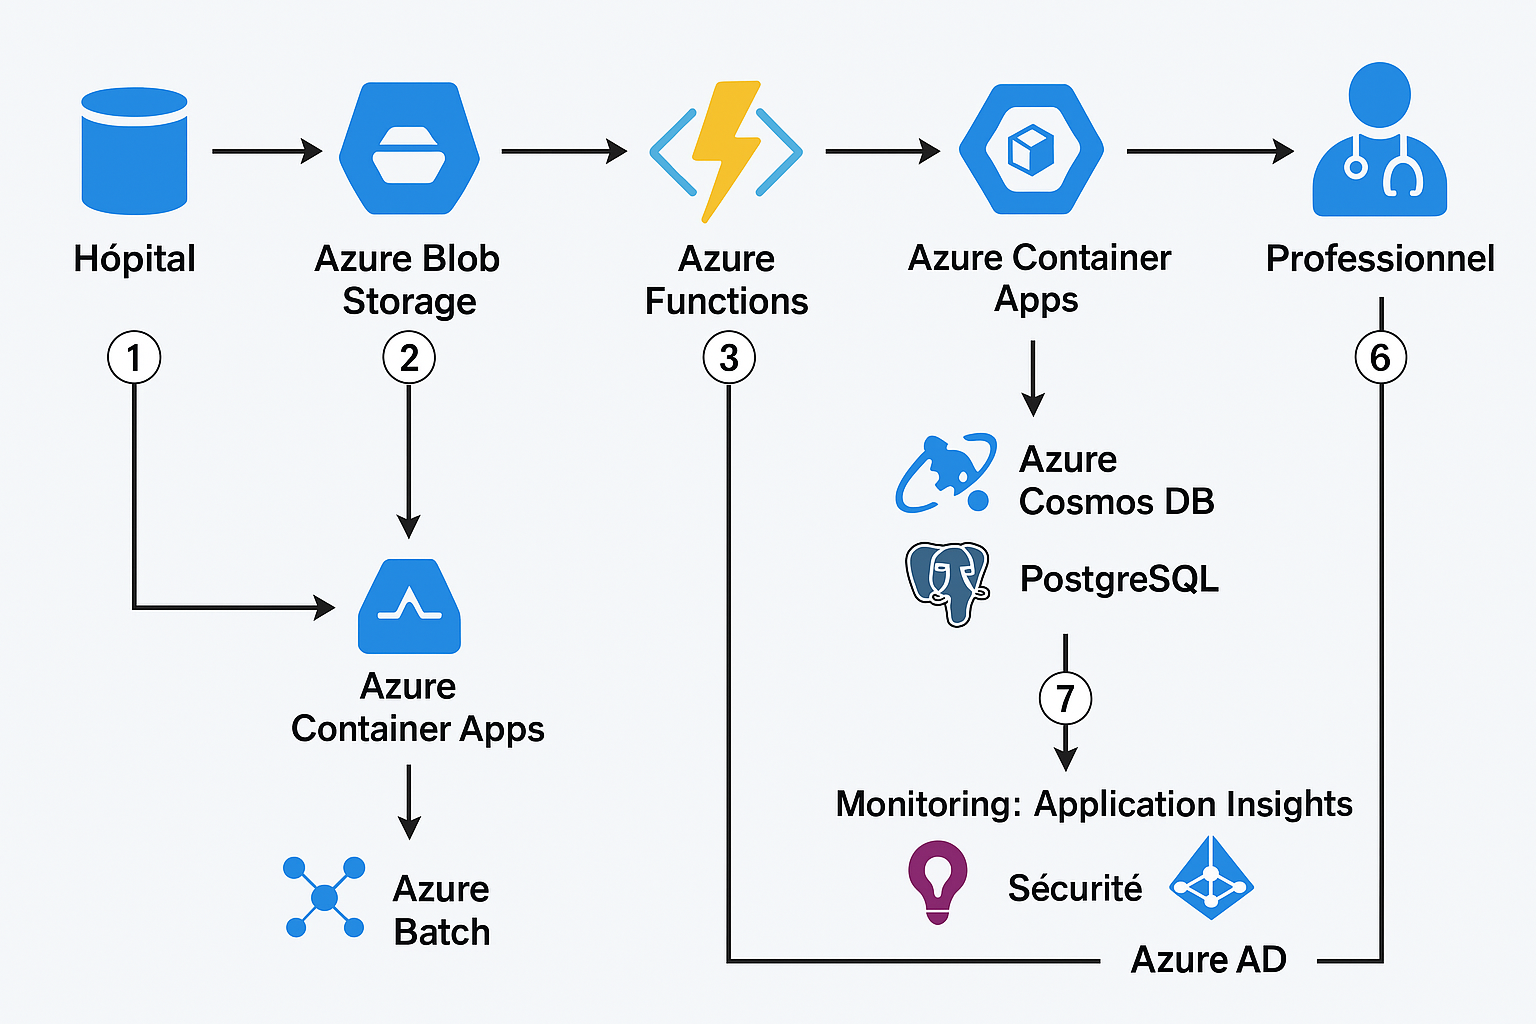 Hópital
Azure Blob
Storage
Azure
Functions
Azure Container
Apps
Professionnel
1
2
3
6
Azure
Cosmos DB
PostgreSQL
Azure
Container Apps
7
Monitoring: Application Insights
Azure
Batch
Sécurité
Azure AD